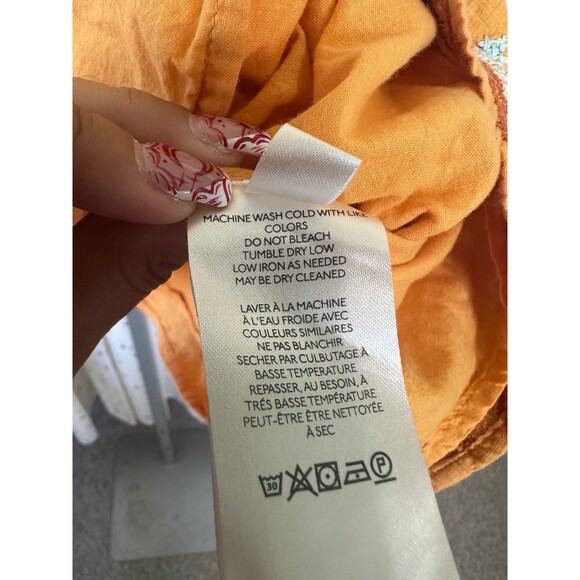 MACHINE WASH COLD WITH LIKE
COLORS
DO NOT BLEACH
TUMBLE DRY LOW
LOW IRON AS NEEDED
MAY BE DRY CLEANED
LAVER À LA MACHINE
À L'EAU FROIDE AVEC
COULEURS SIMILAIRES
NE PAS BLANCHIR
SECHER PAR CULBUTAGE À
BASSE TEMPERATURE
REPASSER, AU BESOIN, À
TRÉS BASSE TEMPÉRATURE
PEUT-ÊTRE ÊTRE NETTOYÉE
À SEC
30 P